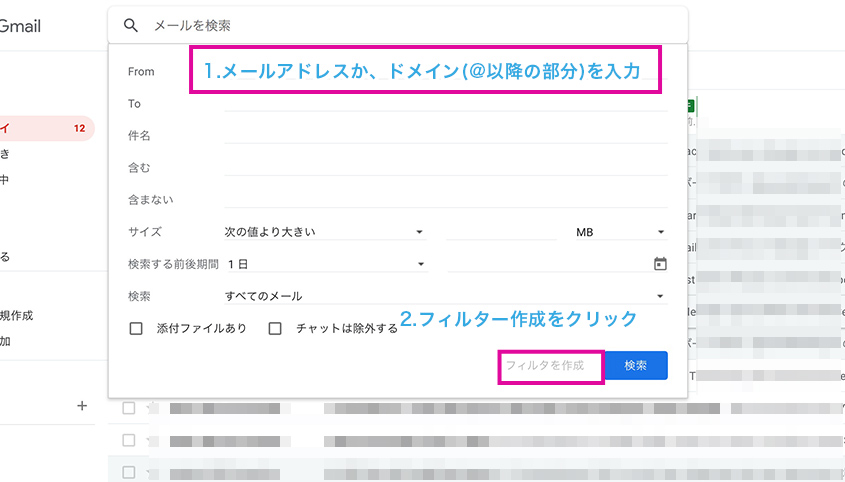 Gmail
メールを検索
From
1.メールアドレスか、ドメイン(@以降の部分)を入力
To
イ 12
件名
き
含む
中
含まない
サイズ 次の値より大きい MB
る
検索する前後期間 1 日
検索 すべてのメール
規作成
添付ファイルあり チャットは除外する
2.フィルター作成をクリック
加
フィルタを作成 検索